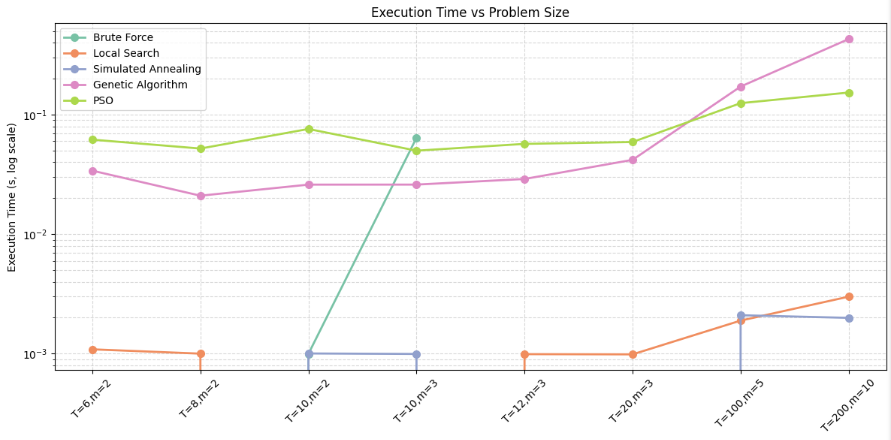 Execution Time vs Problem Size
Brute Force
Local Search
Simulated Annealing
Genetic Algorithm
PSO
Execution Time (s, log scale)
10⁻¹
10⁻²
10⁻³
T=6,m=2
T=8,m=2
T=10,m=2
T=10,m=3
T=12,m=3
T=20,m=3
T=100,m=5
T=200,m=10